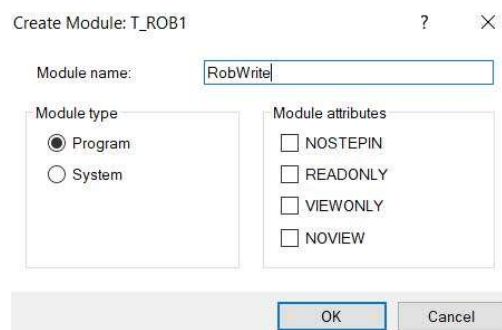 Create Module: T_ROB1 ? X
Module name: RobWrite
Module type
Program
System
Module attributes
NOSTEPIN
READONLY
VIEWONLY
NOVIEW
OK Cancel